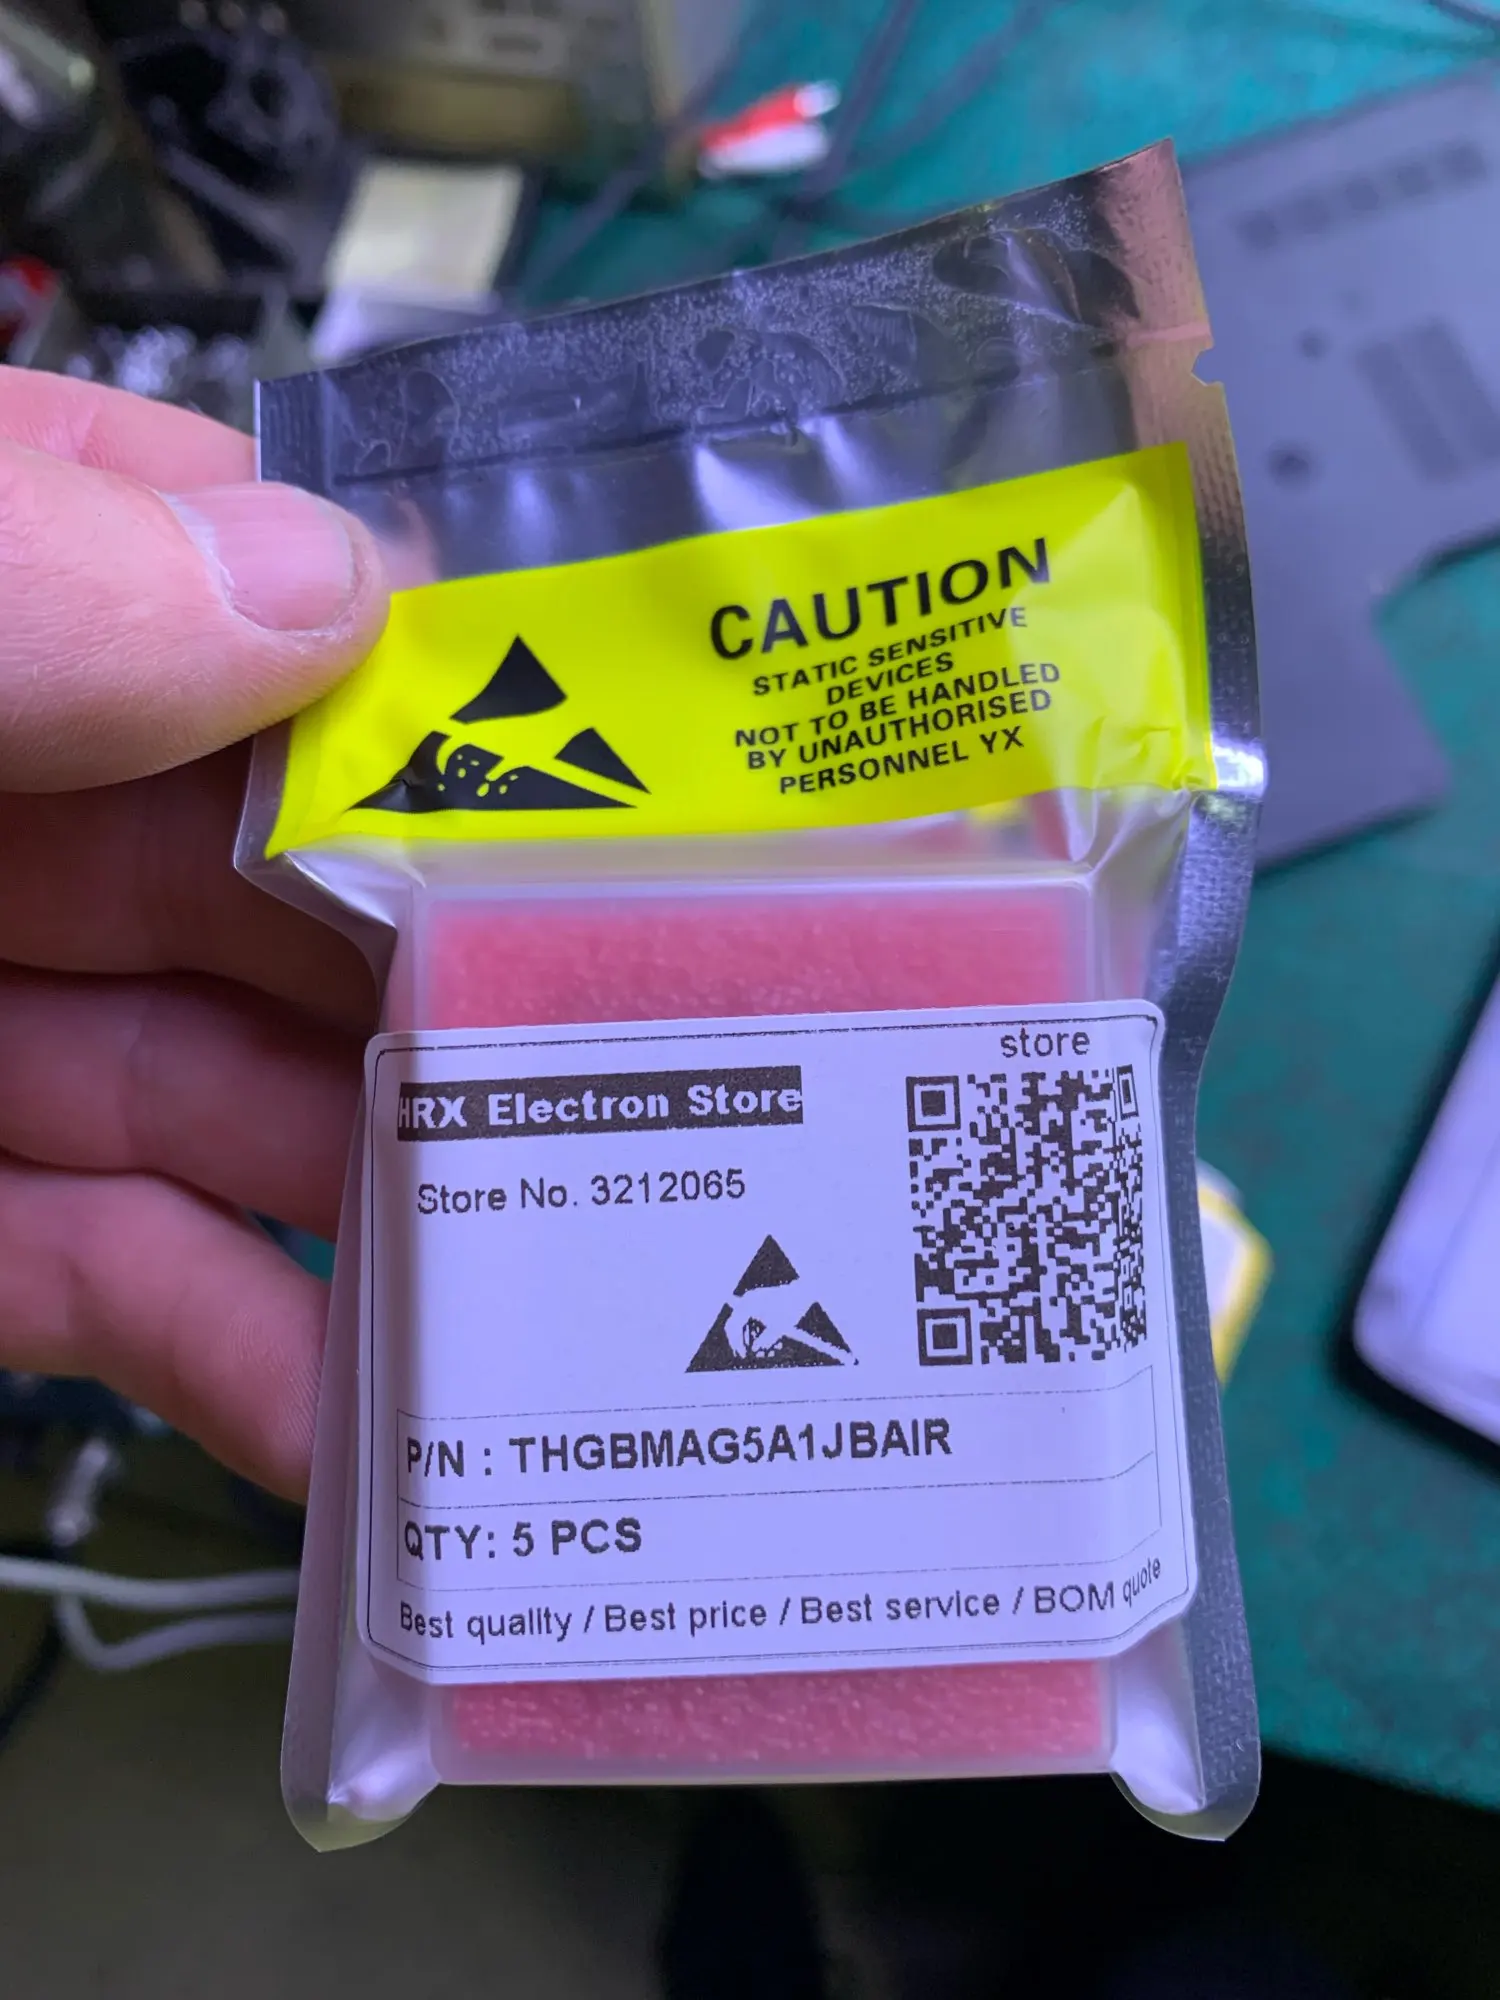 CAUTION
STATIC SENSITIVE
DEVICES
NOT TO BE HANDLED
BY UNAUTHORISED
PERSONNEL YX
store
HRX Electron Store
Store No. 3212065
P/N : THGBMAG5A1JBAIR
QTY: 5 PCS
Best quality / Best price / Best service / BOM quote